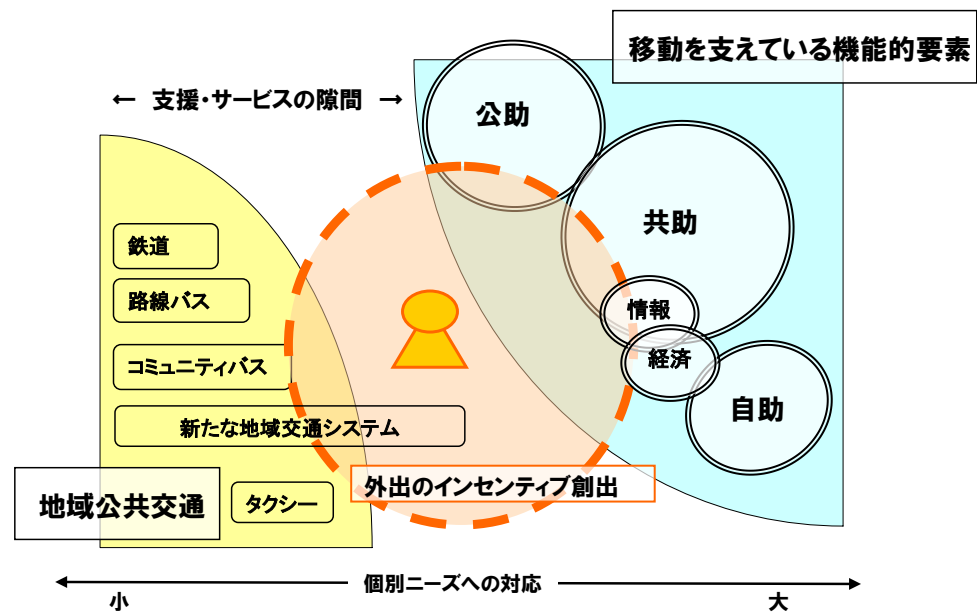 移動を支えている機能的要素
← 支援・サービスの隙間 →
公助
共助
鉄道
路線バス
情報
コミュニティバス
経済
自助
新たな地域交通システム
外出のインセンティブ創出
地域公共交通
タクシー
個別ニーズへの対応
小
大